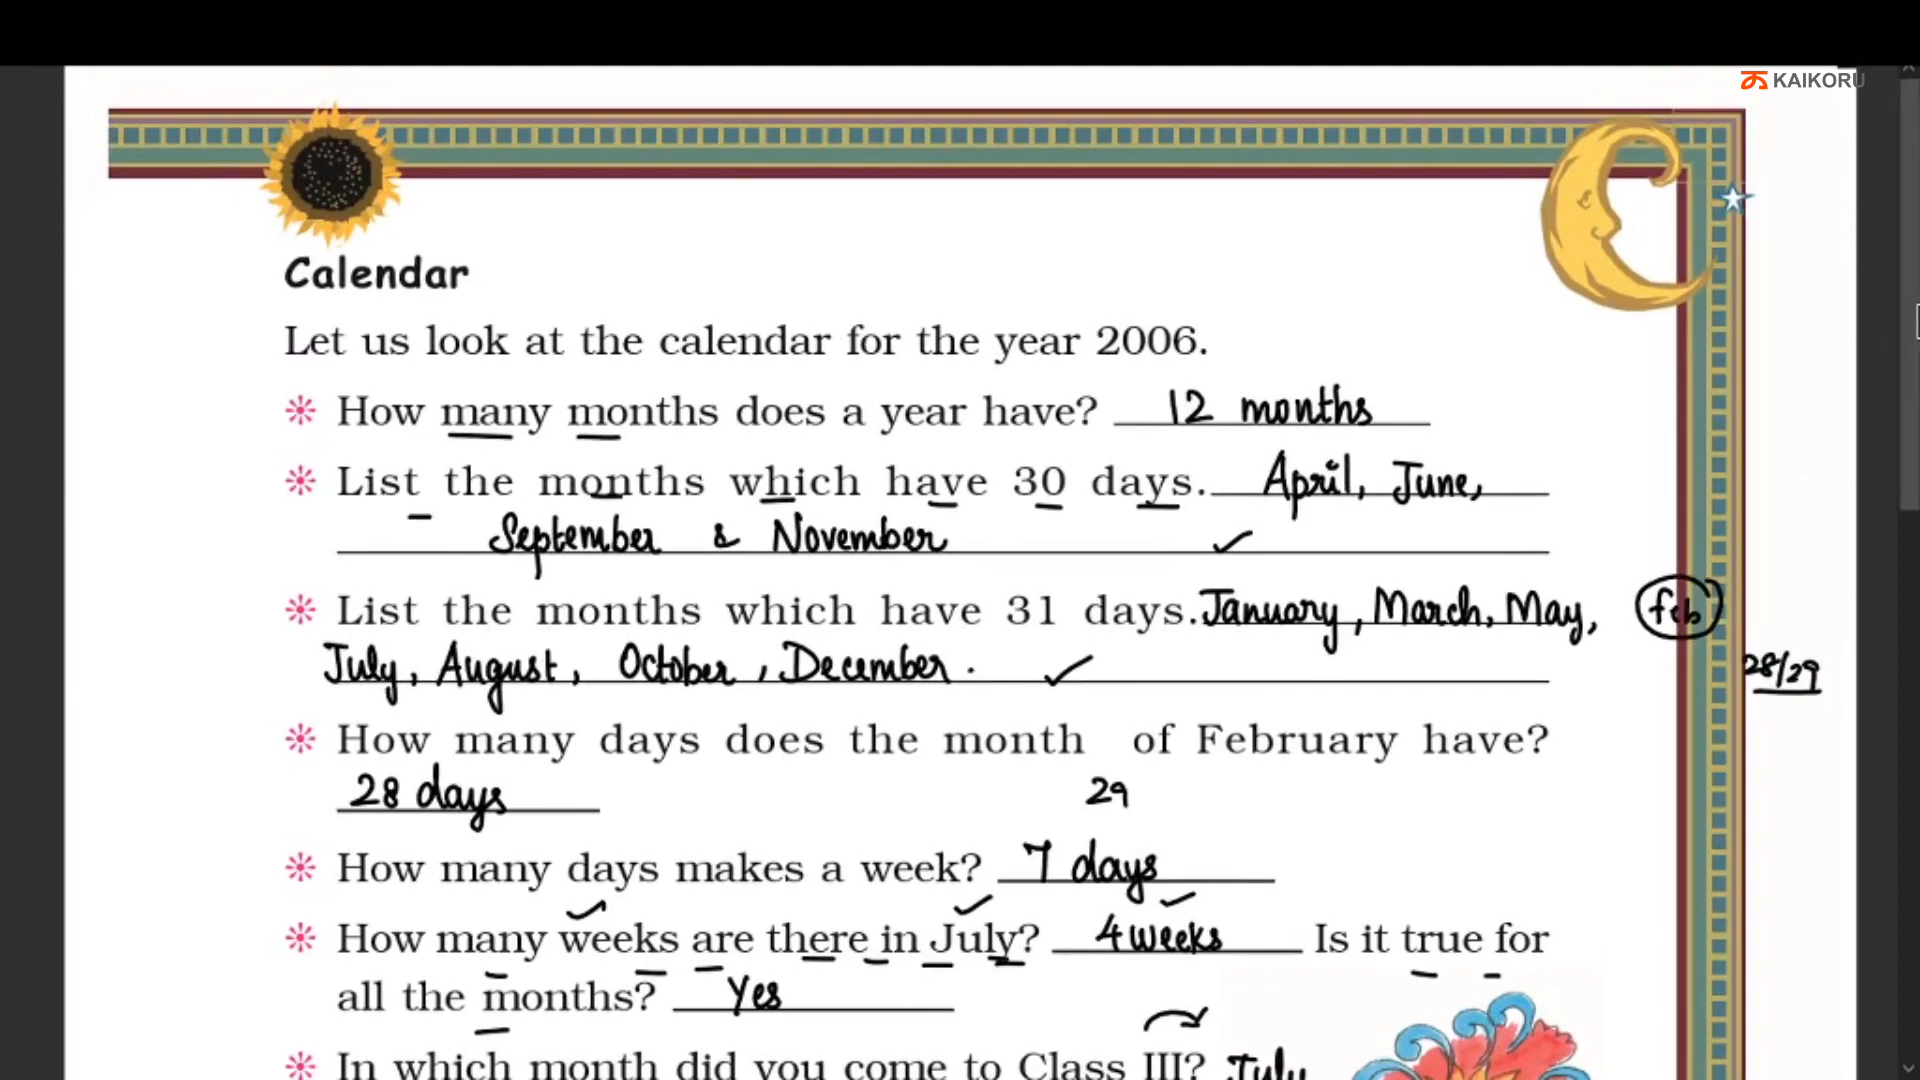 KAIKORU
Calendar
Let us look at the calendar for the year 2006.
How many months does a year have? 12 months
List the months which have 30 days. April, June,
September & November
List the months which have 31 days. January, March, May, feb
July, August, October, December.
28/29
How many days does the month of February have?
28 days 29
How many days makes a week? 7 days
How many weeks are there in July? 4 weeks Is it true for
all the months? Yes
In which month did you come to Class III? July